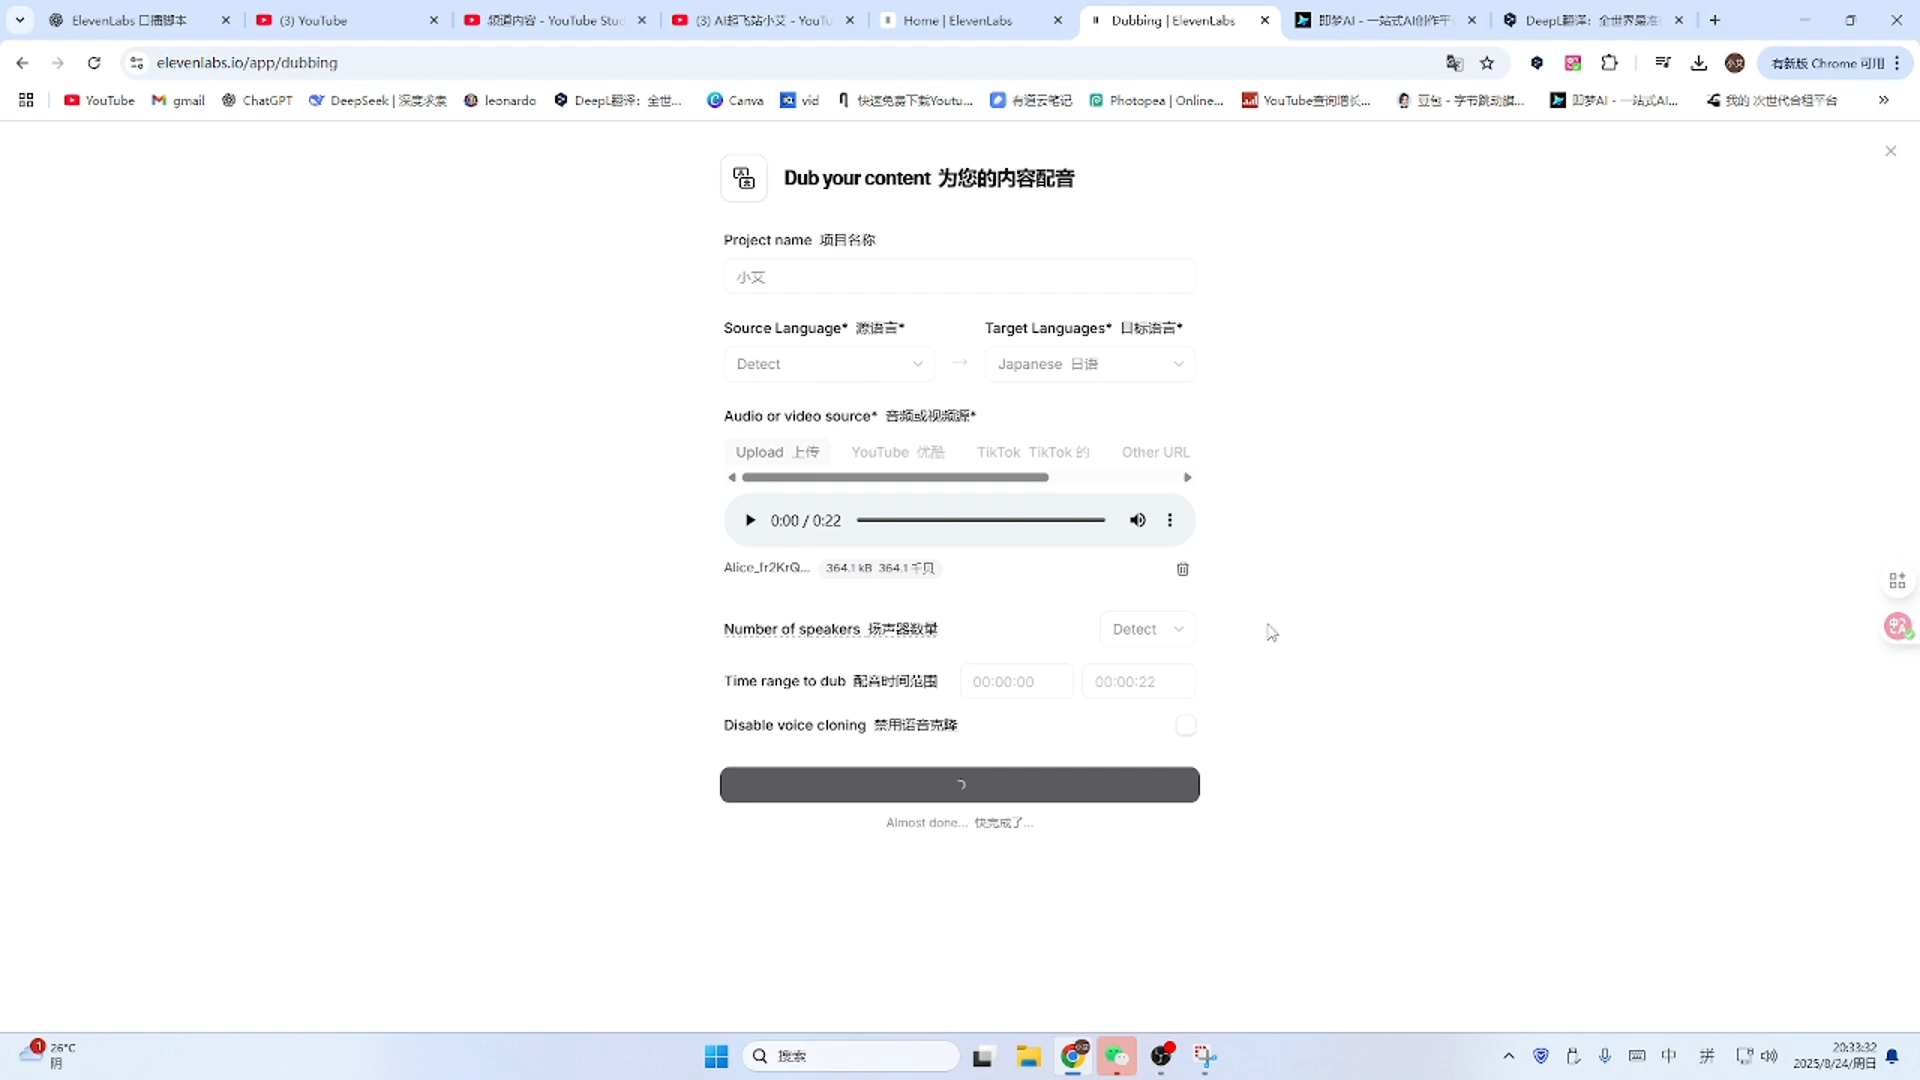 ElevenLabs 口播脚本
(3) YouTube
频道内容 - YouTube Stu
(3) AI起飞站小艾 - YouTu
Home | ElevenLabs
Dubbing | ElevenLabs
即梦AI - 一站式AI创作平
DeepL翻译：全世界最准
elevenlabs.io/app/dubbing
有新版 Chrome 可用
YouTube
gmail
ChatGPT
DeepSeek | 深度求索
leonardo
DeepL翻译：全世...
Canva
vid
快速免费下载Youtu...
有道云笔记
Photopea | Online...
YouTube查询增长...
豆包 - 字节跳动旗...
即梦AI - 一站式AI...
我的 次世代合租平台
Dub your content 为您的内容配音
Project name 项目名称
小艾
Source Language* 源语言*
Target Languages* 目标语言*
Detect
Japanese 日语
Audio or video source* 音频或视频源*
Upload 上传
YouTube 优酷
TikTok TikTok 的
Other URL
0:00 / 0:22
Alice_fr2KrQ...
364.1 kB 364.1 千贝
Number of speakers 扬声器数量
Detect
Time range to dub 配音时间范围
00:00:00
00:00:22
Disable voice cloning 禁用语音克隆
Almost done... 快完成了...
1
26°C
阴
搜索
中
拼
20:33:32
2025/8/24/周日